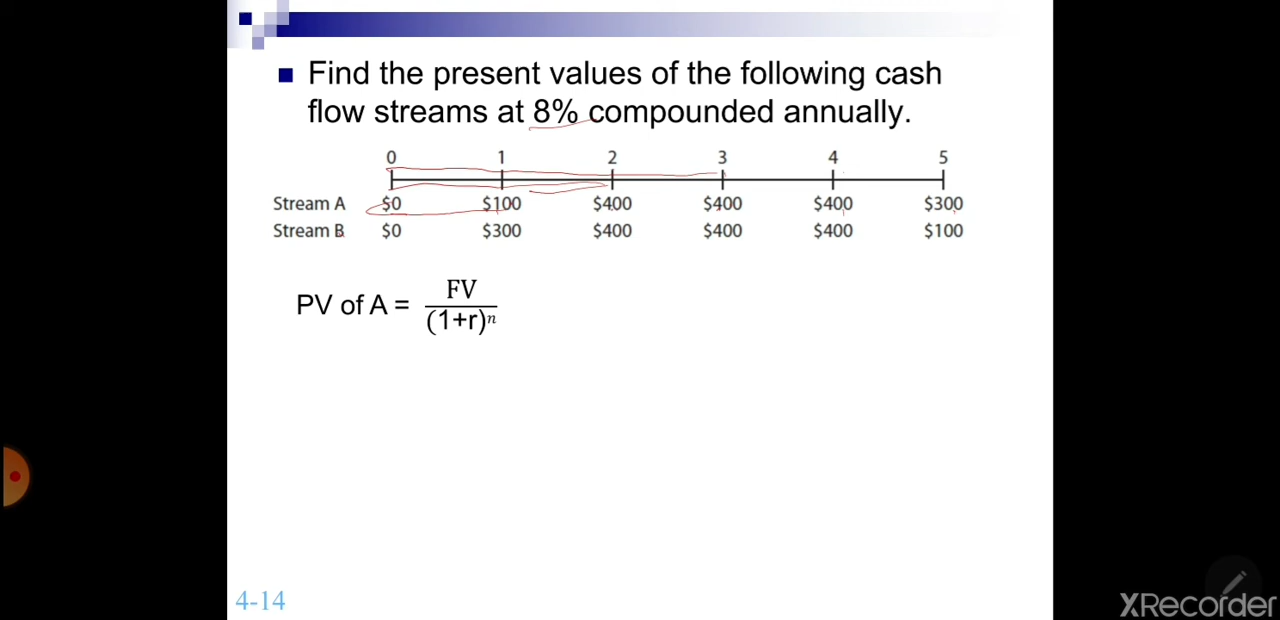 Find the present values of the following cash
flow streams at 8% compounded annually.
0 1 2 3 4 5
Stream A $0 $100 $400 $400 $400 $300
Stream B $0 $300 $400 $400 $400 $100
PV of A = FV/(1+r)ⁿ
4-14
XRecorder